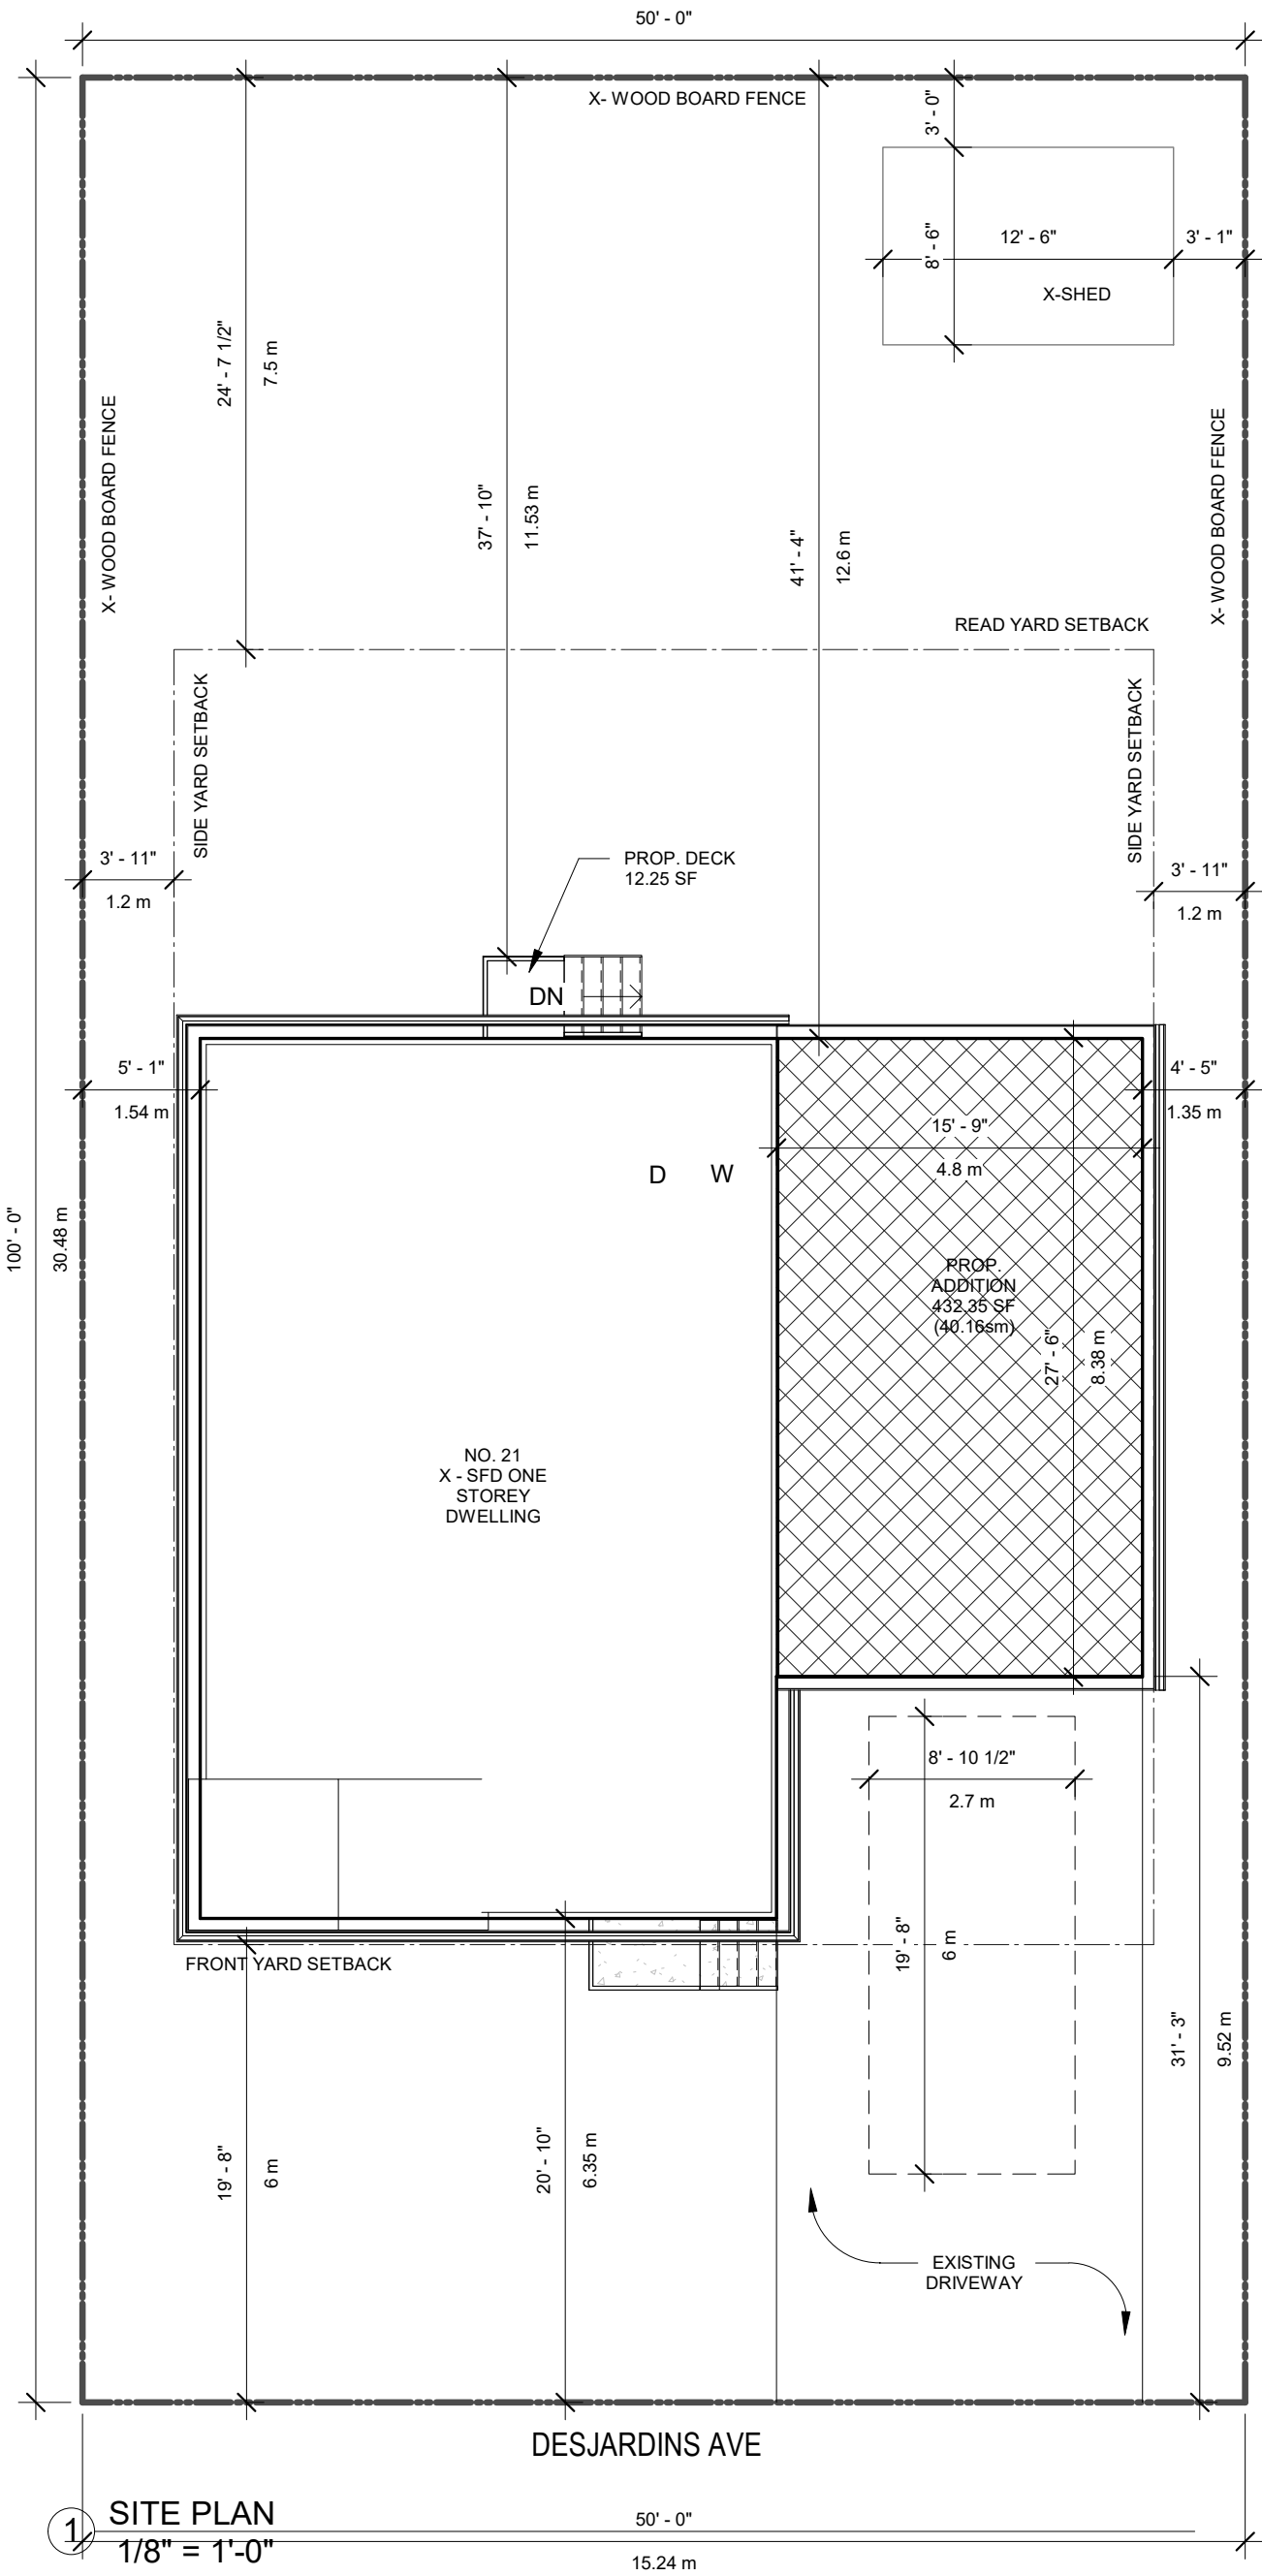 50' - 0"
X- WOOD BOARD FENCE
3' - 0"
8' - 6"
12' - 6"
3' - 1"
X-SHED
24' - 7 1/2"
7.5 m
X- WOOD BOARD FENCE
X- WOOD BOARD FENCE
37' - 10"
11.53 m
41' - 4"
12.6 m
READ YARD SETBACK
SIDE YARD SETBACK
SIDE YARD SETBACK
3' - 11"
1.2 m
PROP. DECK
12.25 SF
3' - 11"
1.2 m
DN
5' - 1"
1.54 m
4' - 5"
1.35 m
15' - 9"
4.8 m
D
W
100' - 0"
30.48 m
PROP.
ADDITION
432.35 SF
(40.16sm)
27' - 6"
8.38 m
NO. 21
X - SFD ONE
STOREY
DWELLING
8' - 10 1/2"
2.7 m
19' - 8"
6 m
FRONT YARD SETBACK
31' - 3"
9.52 m
19' - 8"
6 m
20' - 10"
6.35 m
EXISTING
DRIVEWAY
DESJARDINS AVE
1
SITE PLAN
1/8" = 1'-0"
50' - 0"
15.24 m